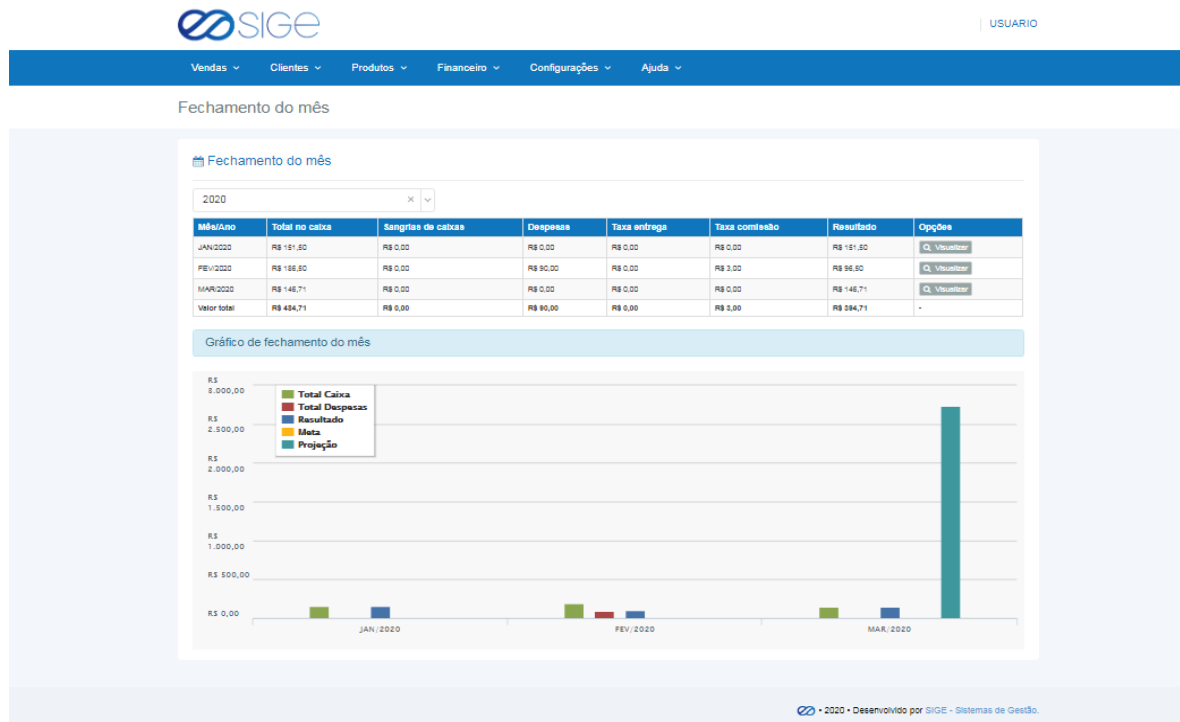 SIGE
USUARIO
Vendas Clientes Produtos Financeiro Configurações Ajuda
Fechamento do mês
Fechamento do mês
2020
Mês/Ano Total no caixa Sangrias de caixas Despesas Taxa entrega Taxa comissão Resultado Opções
JAN/2020 R$ 151,50 R$ 0,00 R$ 0,00 R$ 0,00 R$ 0,00 R$ 151,50 Visualizar
FEV/2020 R$ 186,50 R$ 0,00 R$ 90,00 R$ 0,00 R$ 3,00 R$ 96,50 Visualizar
MAR/2020 R$ 146,71 R$ 0,00 R$ 0,00 R$ 0,00 R$ 0,00 R$ 146,71 Visualizar
Valor total R$ 484,71 R$ 0,00 R$ 90,00 R$ 0,00 R$ 3,00 R$ 394,71 -
Gráfico de fechamento do mês
R$
3.000,00
R$
2.500,00
R$
2.000,00
R$
1.500,00
R$
1.000,00
R$ 500,00
R$ 0,00
Total Caixa
Total Despesas
Resultado
Meta
Projeção
JAN/2020 FEV/2020 MAR/2020
• 2020 • Desenvolvido por SIGE - Sistemas de Gestão.